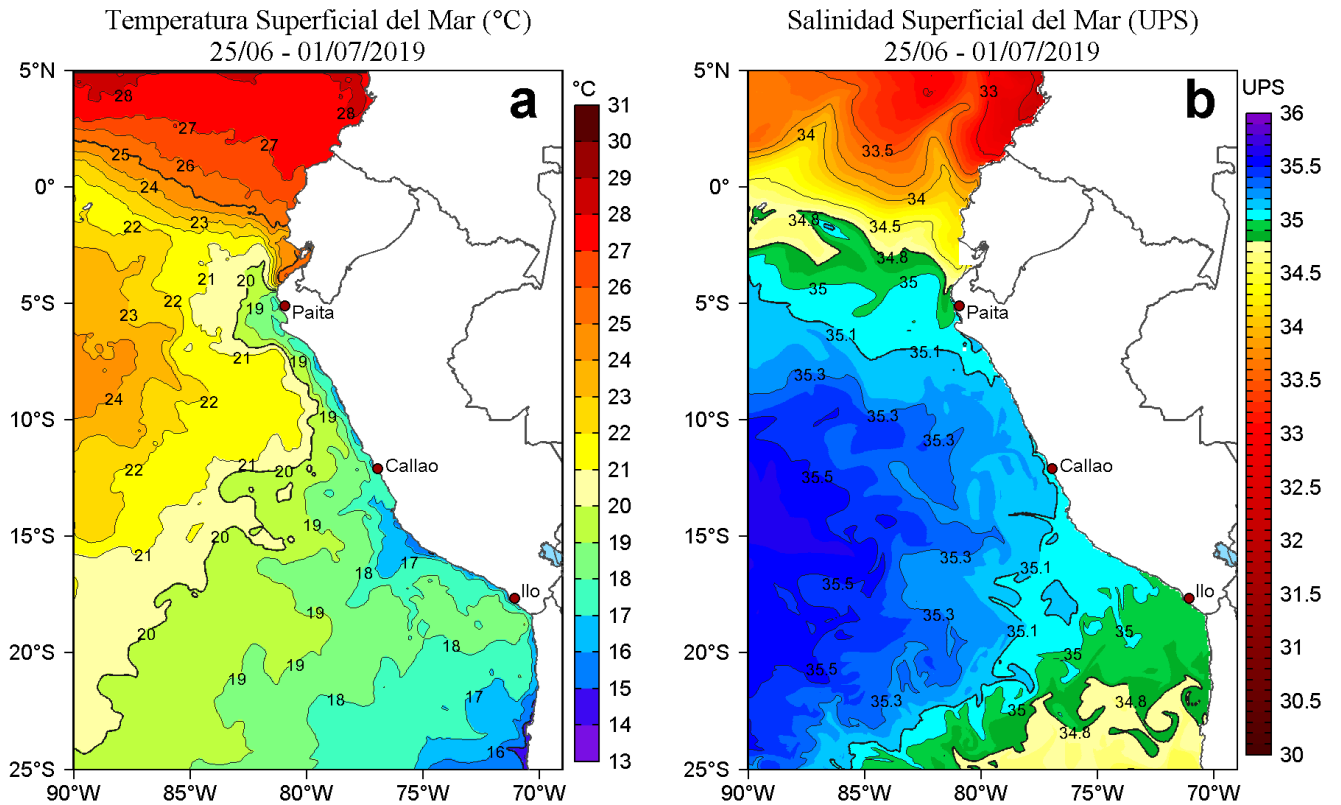 Temperatura Superficial del Mar (°C)
25/06 - 01/07/2019
a
°C
5°N
0°
5°S
10°S
15°S
20°S
25°S
90°W
85°W
80°W
75°W
70°W
28
28
27
27
25
26
24
23
22
21
20
22
19
23
21
19
24
22
19
22
21
20
19
21
20
18
17
19
20
18
19
19
18
17
16
Paita
Callao
Ilo
31
30
29
28
27
26
25
24
23
22
21
20
19
18
17
16
15
14
13
Salinidad Superficial del Mar (UPS)
25/06 - 01/07/2019
b
UPS
5°N
0°
5°S
10°S
15°S
20°S
25°S
90°W
85°W
80°W
75°W
70°W
33
34
33.5
34
34.8
34.5
34.8
35
35
35.1
35.1
35.3
35.3
35.3
35.5
35.3
35.1
35.5
35.3
35.1
35
35
35.5
35.3
35
34.8
34.8
Paita
Callao
Ilo
36
35.5
35
34.5
34
33.5
33
32.5
32
31.5
31
30.5
30